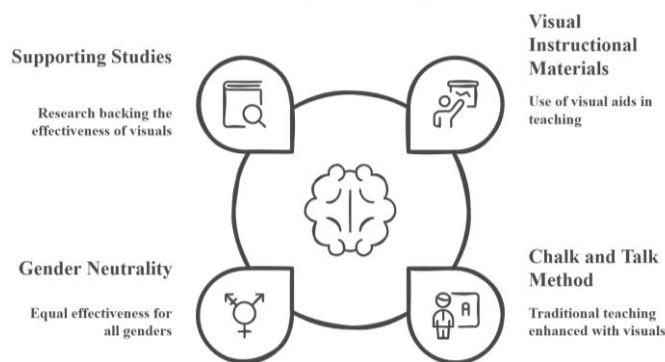 Supporting Studies
Research backing the
effectiveness of visuals
Visual
Instructional
Materials
Use of visual aids in
teaching
Gender Neutrality
Equal effectiveness for
all genders
Chalk and Talk
Method
Traditional teaching
enhanced with visuals
A